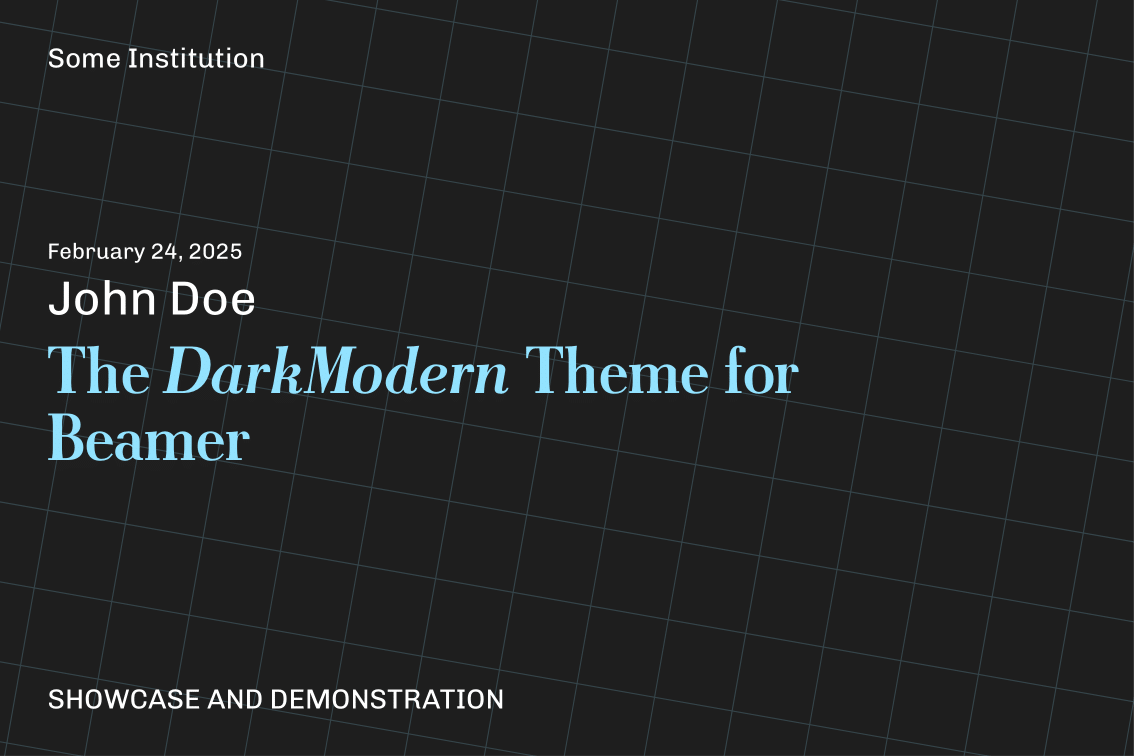 Some Institution
February 24, 2025
John Doe
The DarkModern Theme for
Beamer
SHOWCASE AND DEMONSTRATION